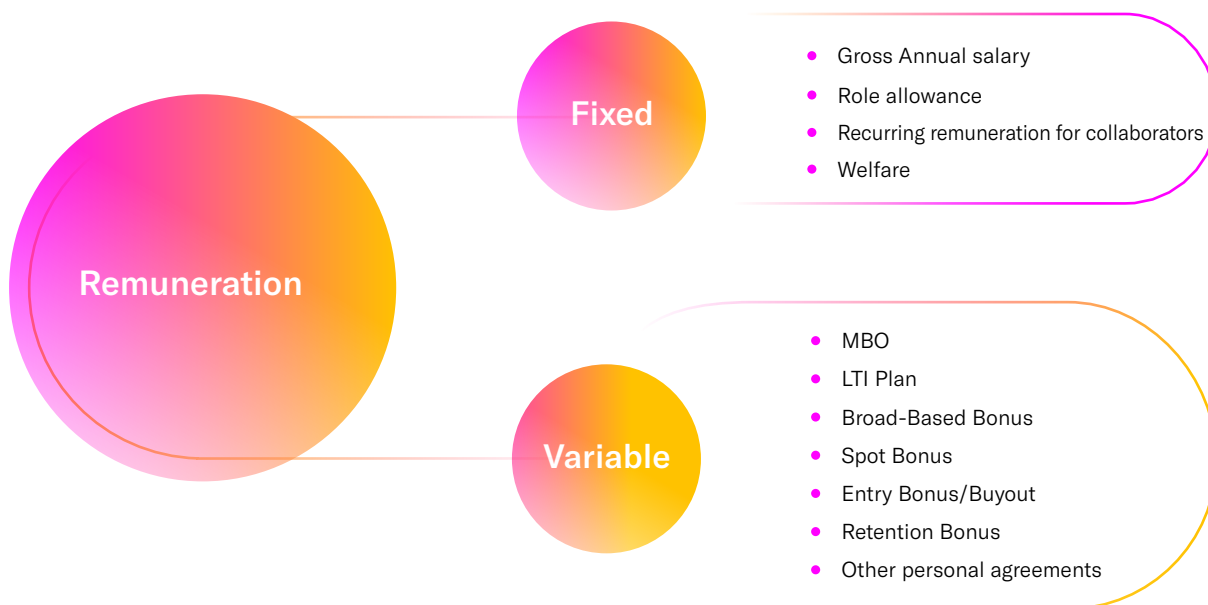 Remuneration
Fixed
Gross Annual salary
Role allowance
Recurring remuneration for collaborators
Welfare
Variable
MBO
LTI Plan
Broad-Based Bonus
Spot Bonus
Entry Bonus/Buyout
Retention Bonus
Other personal agreements